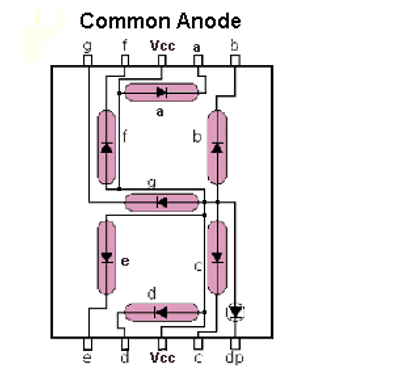 Common Anode
g f Vcc a b
a
f b
g
e c
d
e d Vcc c dp